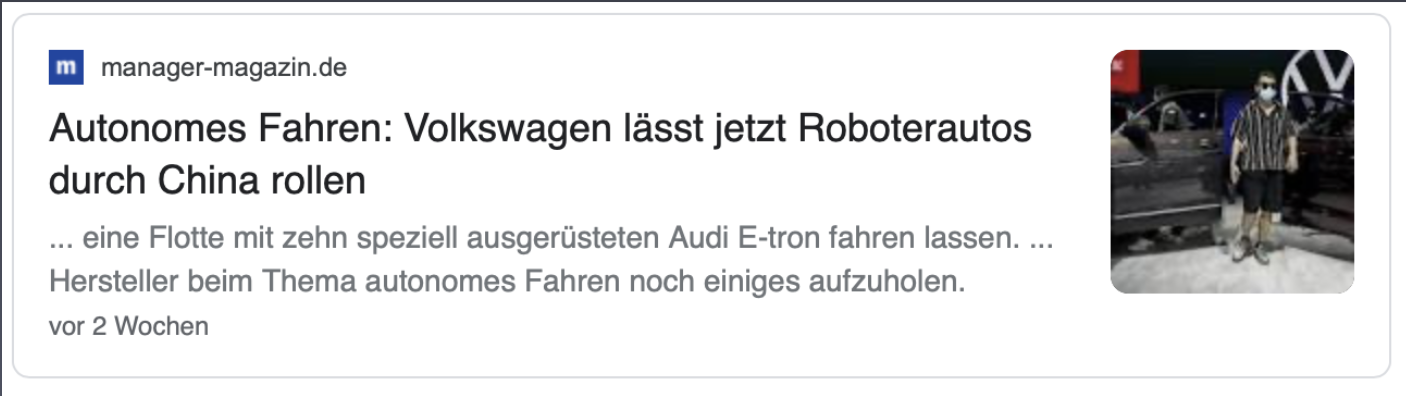 m manager-magazin.de
Autonomes Fahren: Volkswagen lässt jetzt Roboterautos
durch China rollen
... eine Flotte mit zehn speziell ausgerüsteten Audi E-tron fahren lassen. ...
Hersteller beim Thema autonomes Fahren noch einiges aufzuholen.
vor 2 Wochen